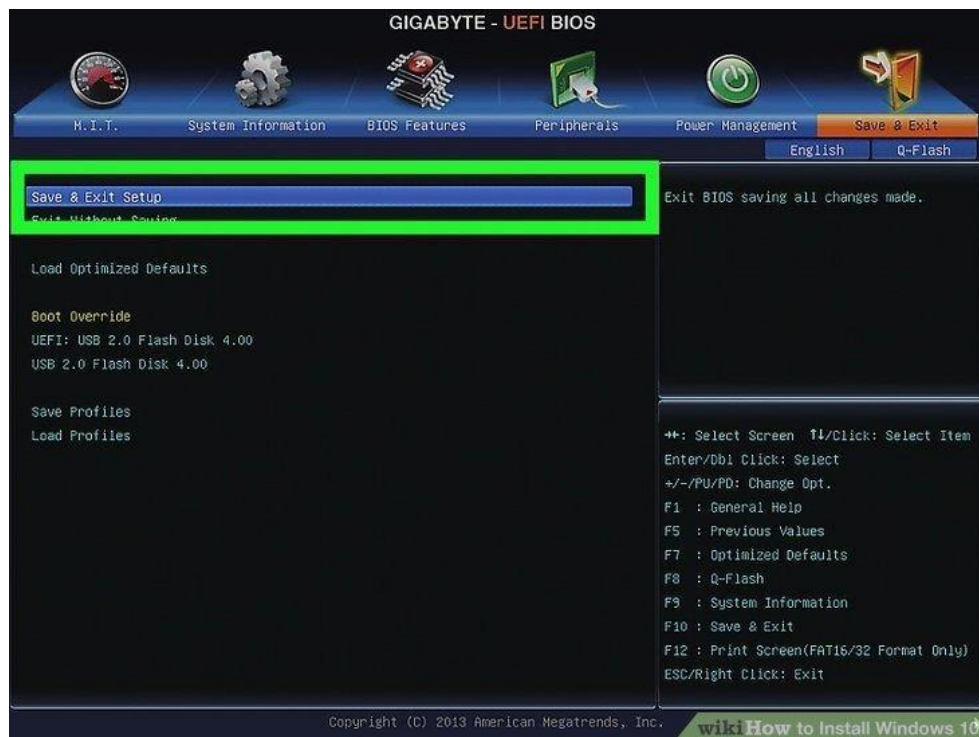 GIGABYTE - UEFI BIOS
M.I.T. System Information BIOS Features Peripherals Power Management Save & Exit
English Q-Flash
Save & Exit Setup
Exit Without Saving
Load Optimized Defaults
Boot Override
UEFI: USB 2.0 Flash Disk 4.00
USB 2.0 Flash Disk 4.00
Save Profiles
Load Profiles
Exit BIOS saving all changes made.
→←: Select Screen ↑↓/Click: Select Item
Enter/Dbl Click: Select
+/-/PU/PD: Change Opt.
F1 : General Help
F5 : Previous Values
F7 : Optimized Defaults
F8 : Q-Flash
F9 : System Information
F10 : Save & Exit
F12 : Print Screen(FAT16/32 Format Only)
ESC/Right Click: Exit
Copyright (C) 2013 American Megatrends, Inc.
wikiHow to Install Windows 10